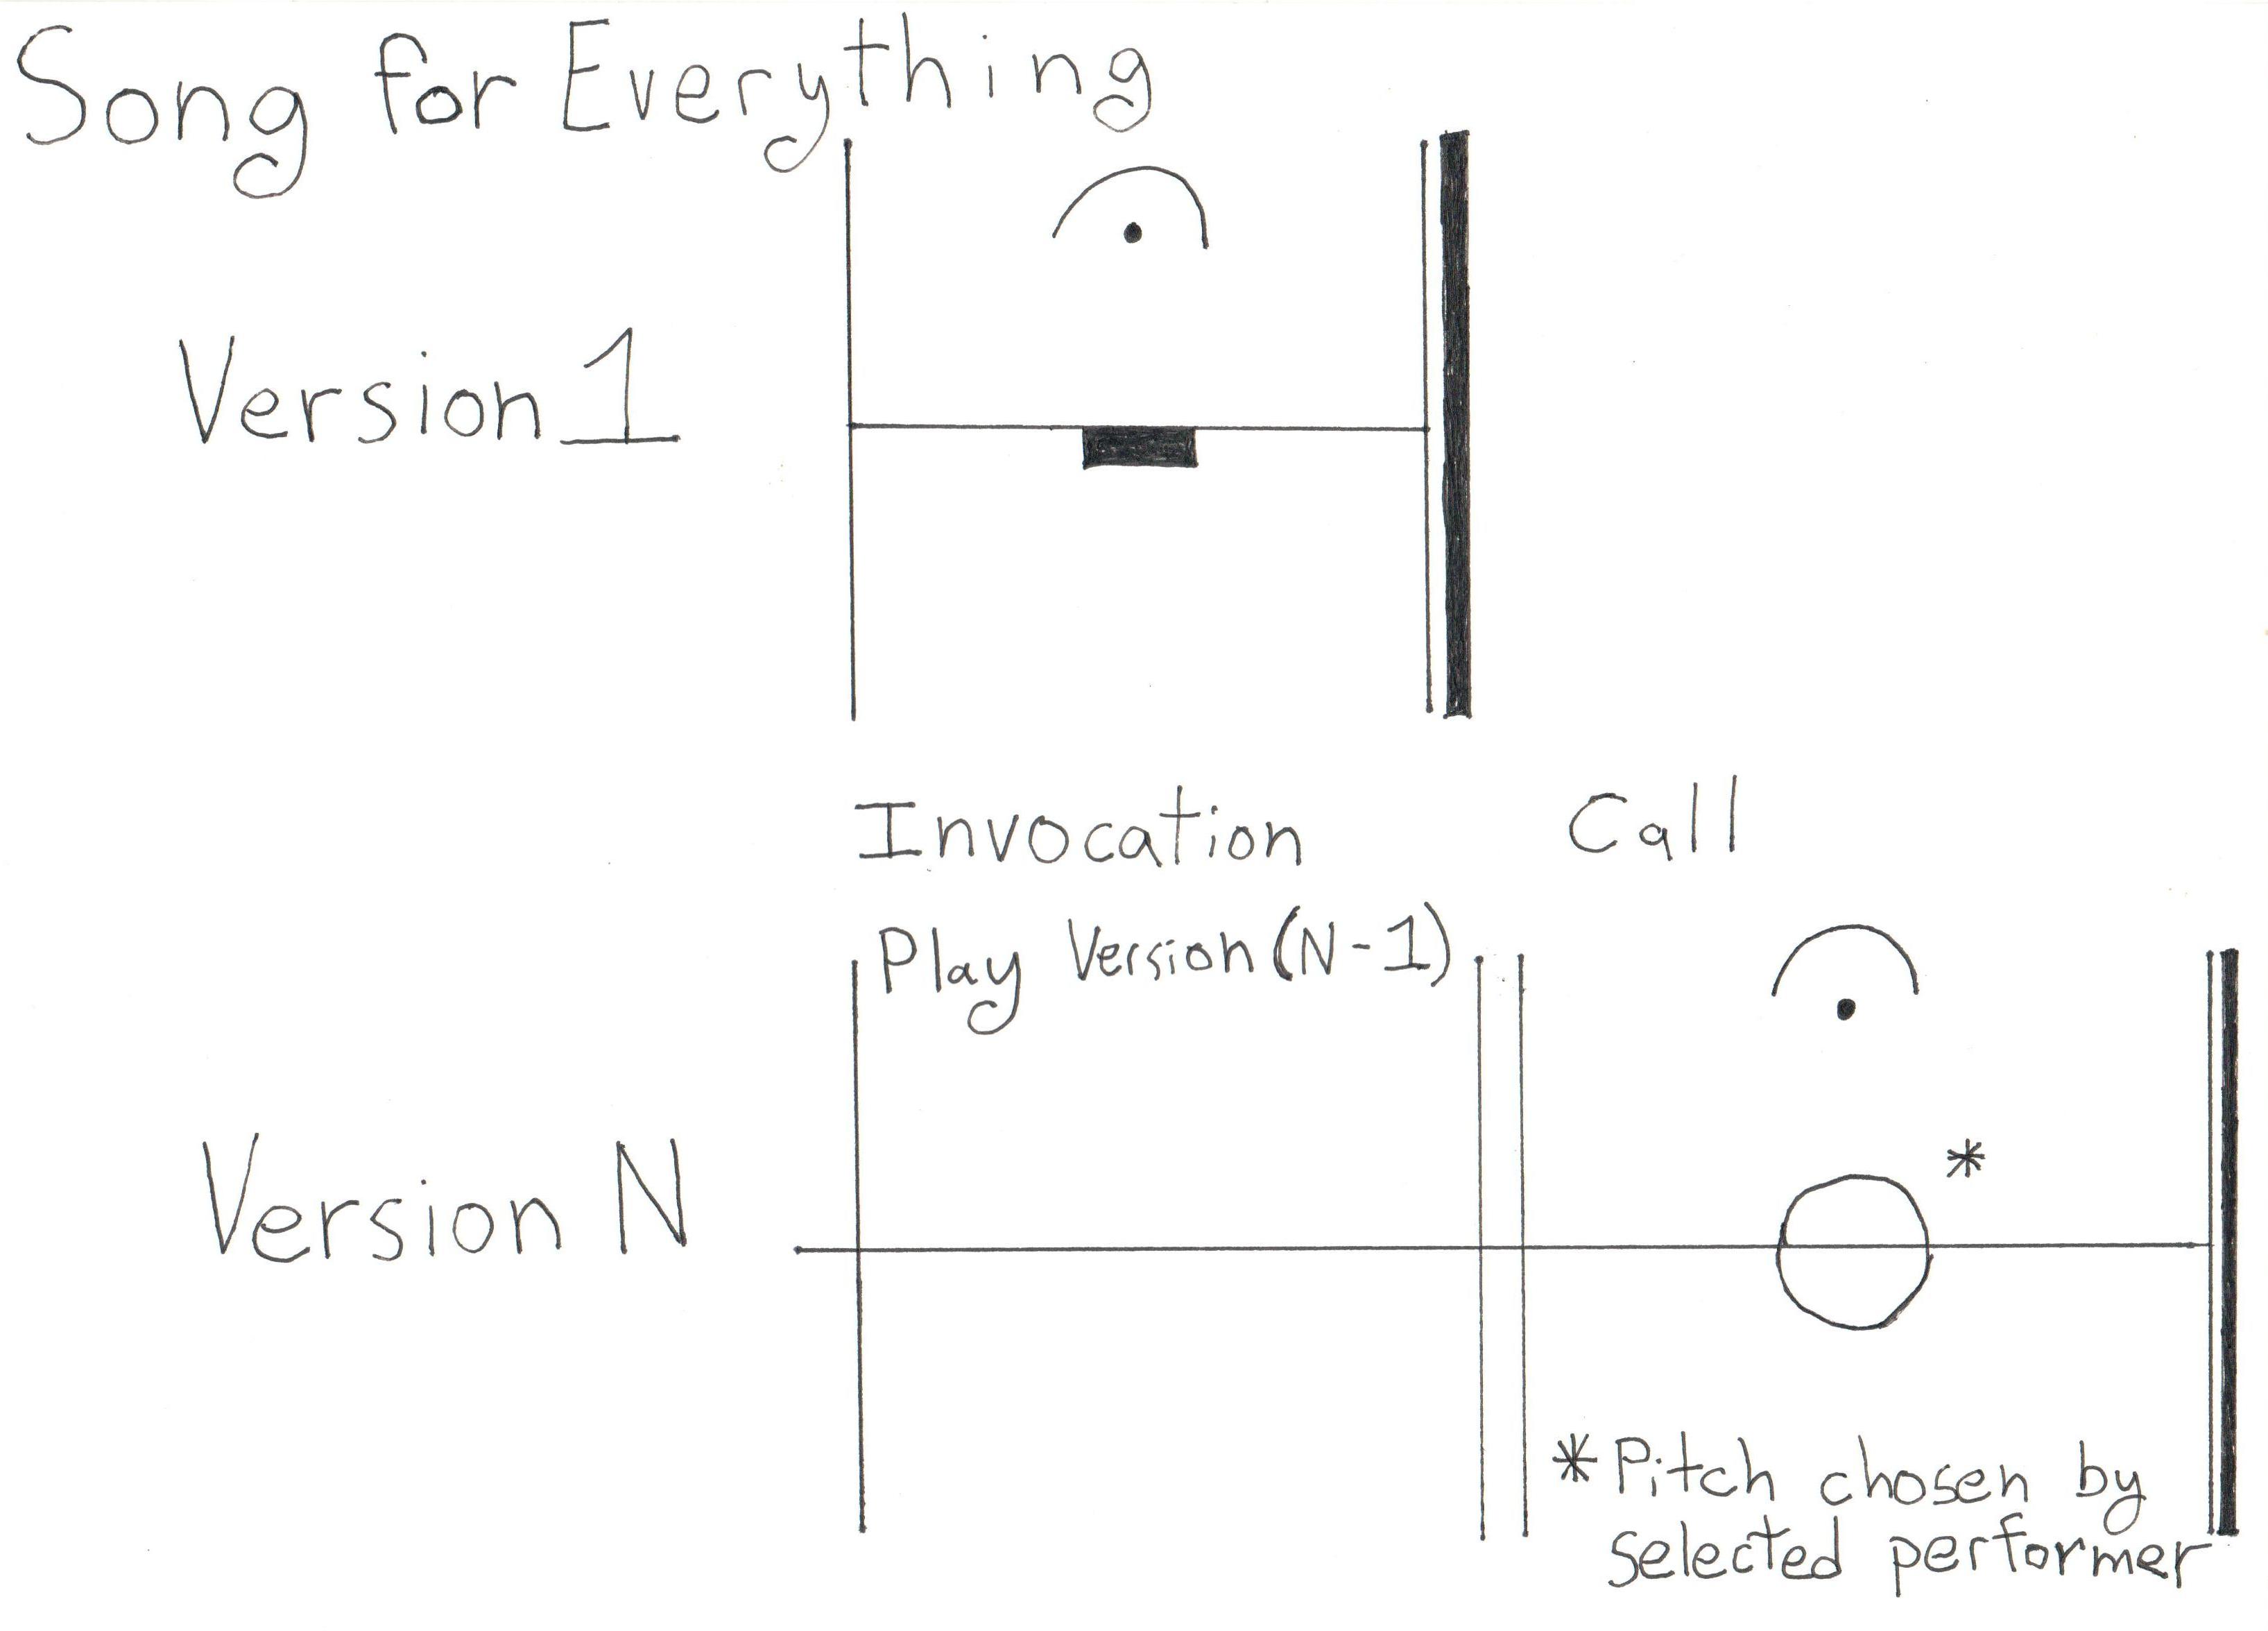 Song for Everything
Version 1
Invocation
Call
Play Version (N-1)
Version N
*
*Pitch chosen by
selected performer